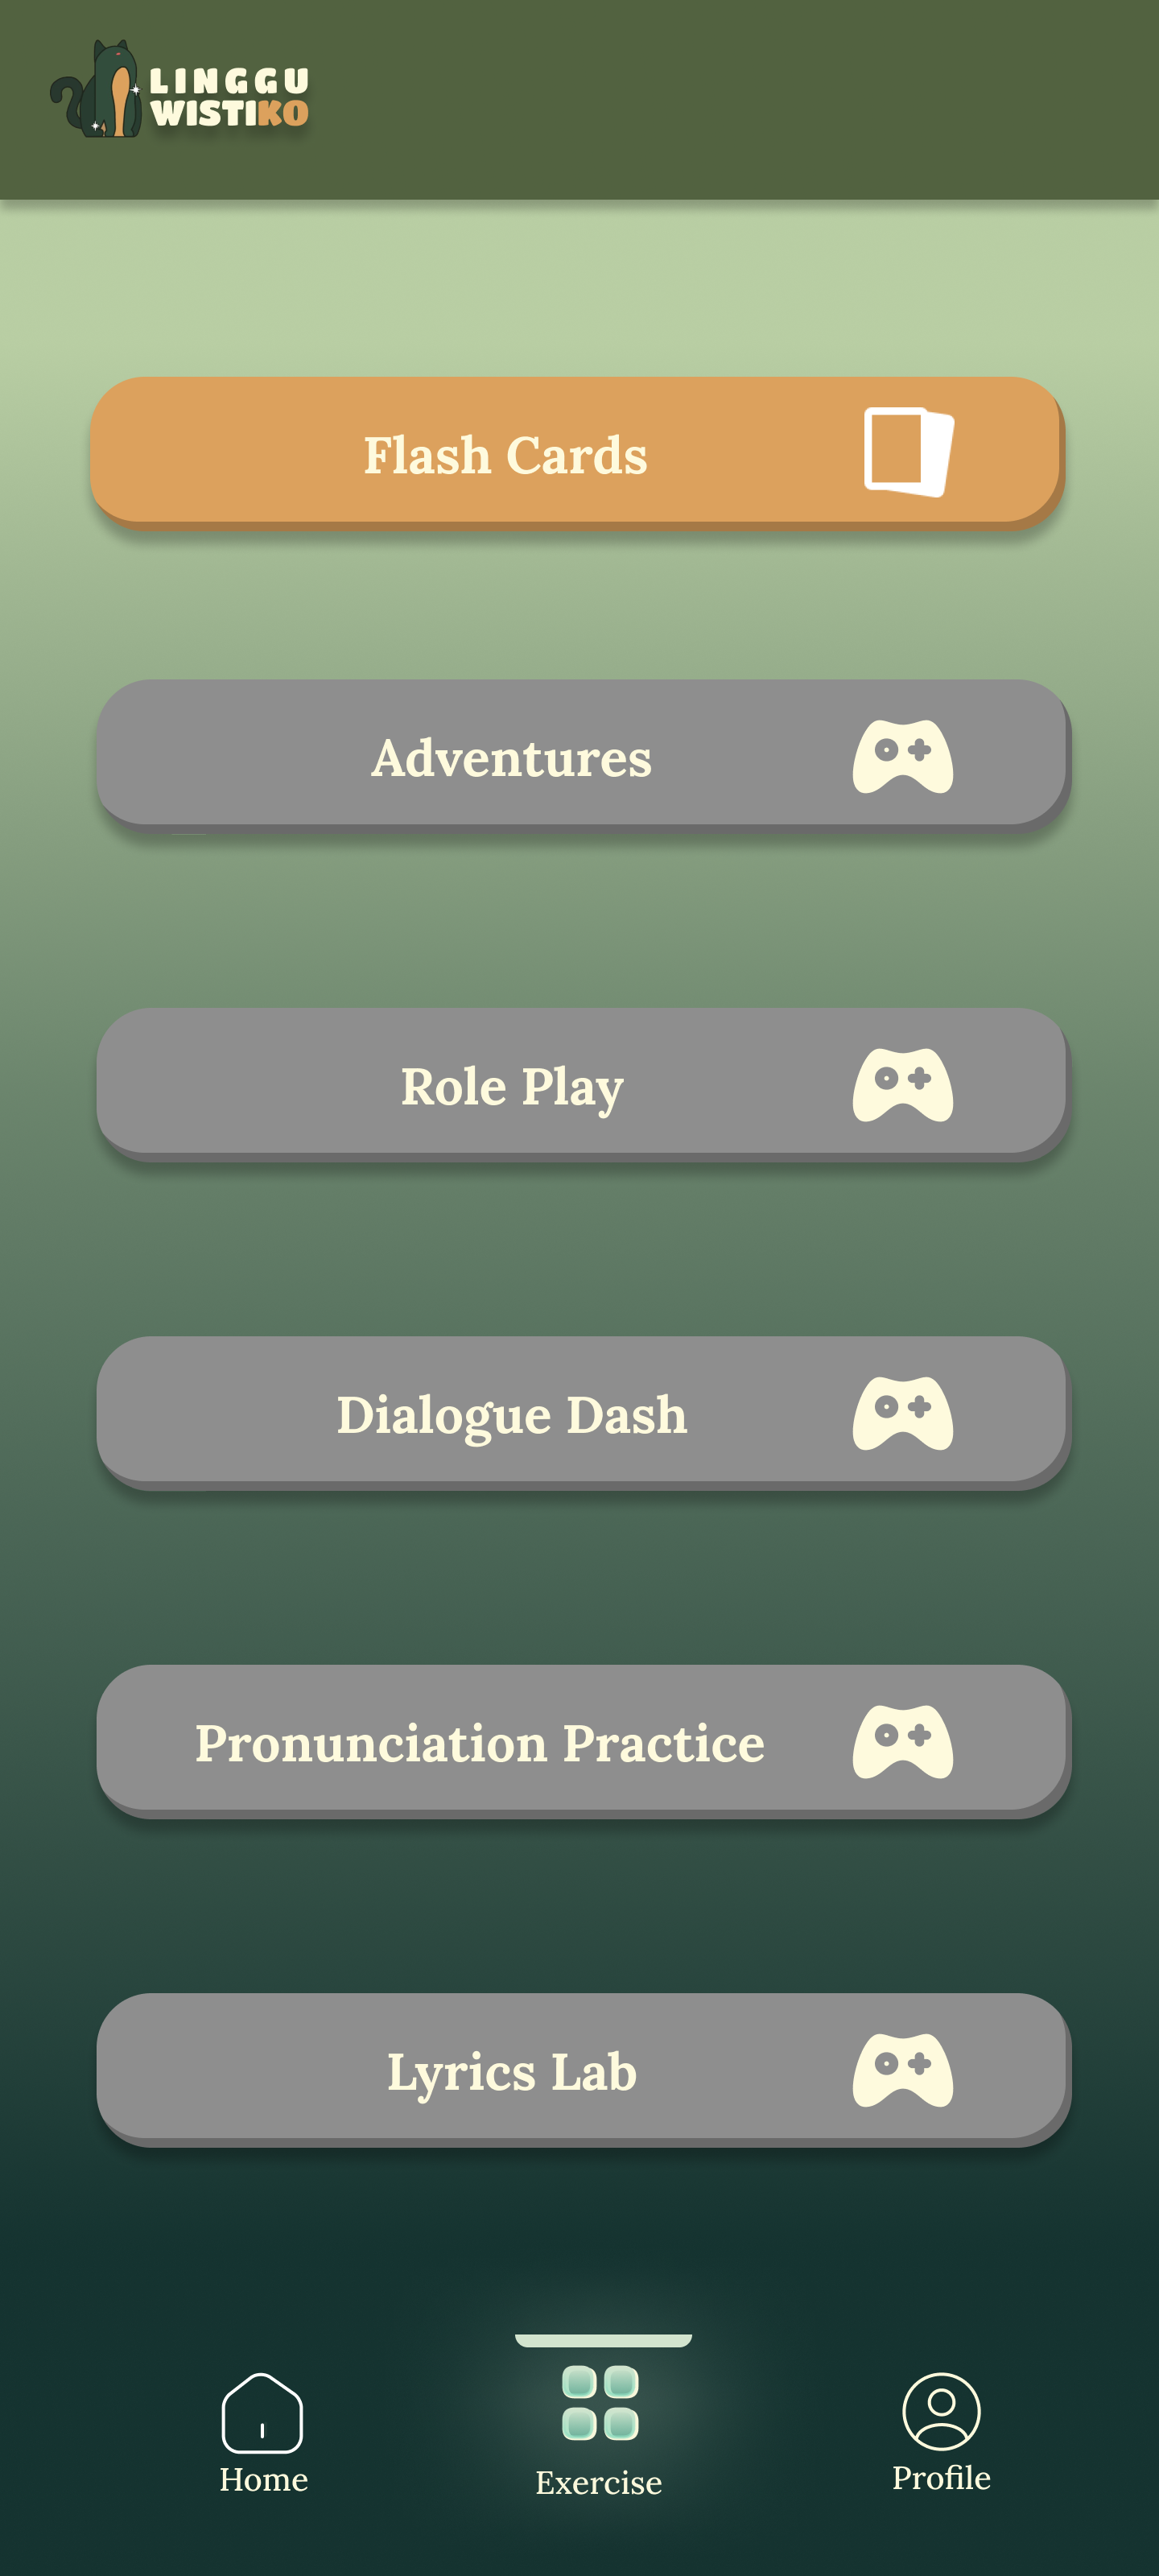 LINGGU
WISTIKO
Flash Cards
Adventures
Role Play
Dialogue Dash
Pronunciation Practice
Lyrics Lab
Home
Exercise
Profile